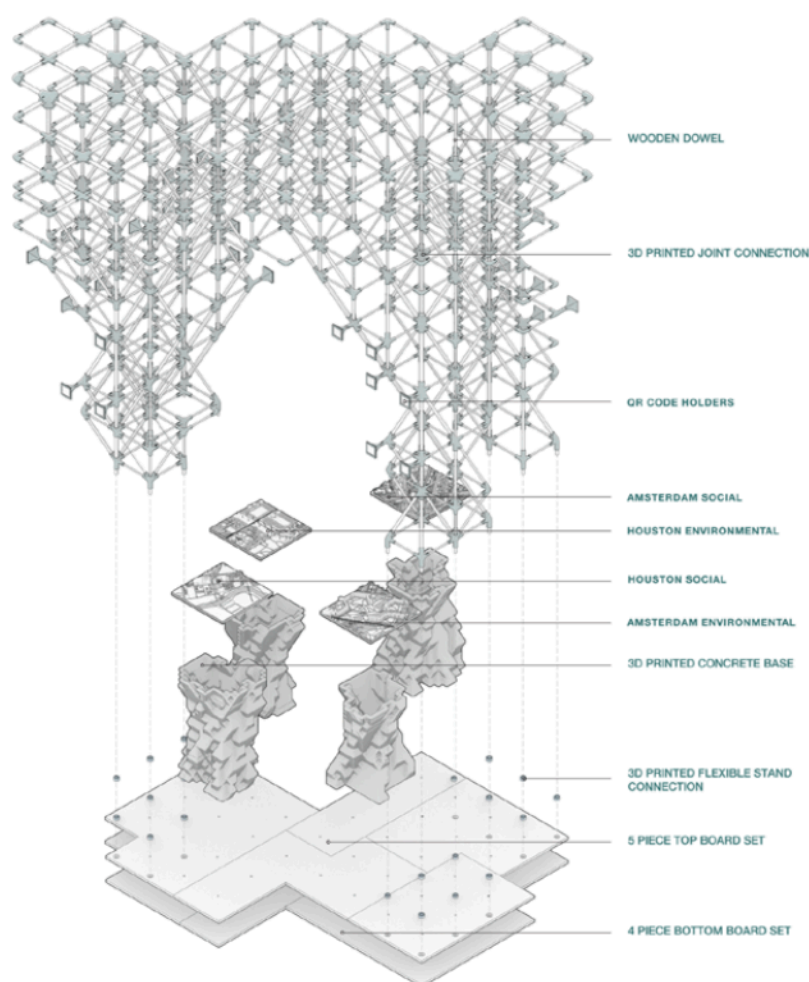 WOODEN DOWEL
3D PRINTED JOINT CONNECTION
QR CODE HOLDERS
AMSTERDAM SOCIAL
HOUSTON ENVIRONMENTAL
HOUSTON SOCIAL
AMSTERDAM ENVIRONMENTAL
3D PRINTED CONCRETE BASE
3D PRINTED FLEXIBLE STAND
CONNECTION
5 PIECE TOP BOARD SET
4 PIECE BOTTOM BOARD SET